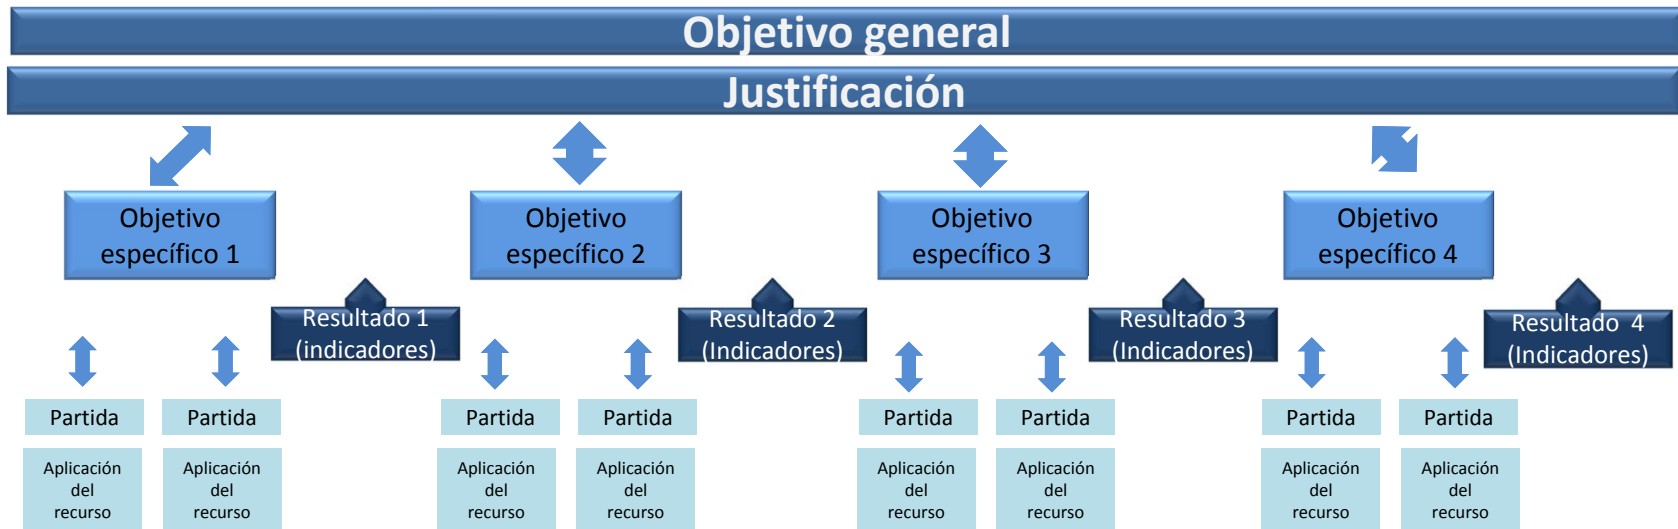 Objetivo general
Justificación
Objetivo
específico 1
Objetivo
específico 2
Objetivo
específico 3
Objetivo
específico 4
Resultado 1
(indicadores)
Resultado 2
(Indicadores)
Resultado 3
(Indicadores)
Resultado 4
(Indicadores)
Partida
Partida
Partida
Partida
Partida
Partida
Partida
Partida
Aplicación
del
recurso
Aplicación
del
recurso
Aplicación
del
recurso
Aplicación
del
recurso
Aplicación
del
recurso
Aplicación
del
recurso
Aplicación
del
recurso
Aplicación
del
recurso